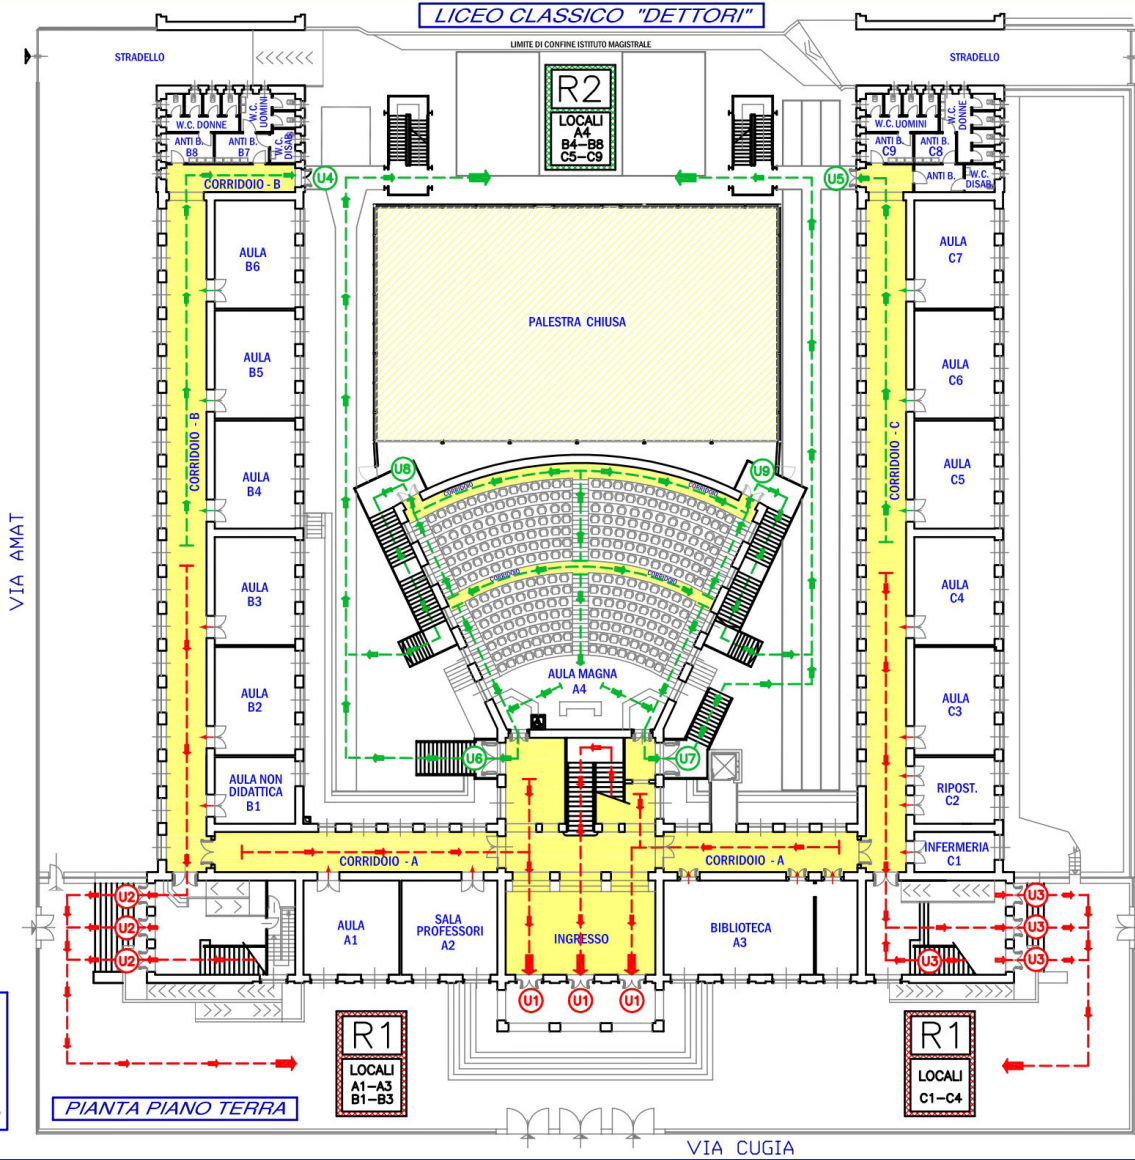 LICEO CLASSICO "DETTORI"
LIMITE DI CONFINE ISTITUTO MAGISTRALE
STRADELLO
STRADELLO
R2
LOCALI
A4
B4-B8
C5-C9
W.C. DONNE
W.C.
UOMINI
ANTI B.
B8
ANTI B.
B7
W.C.
DISAB.
CORRIDOIO - B
U4
W.C. UOMINI
W.C.
DONNE
ANTI B.
C9
ANTI B.
C8
ANTI B.
W.C.
DISAB.
U5
AULA
B6
AULA
B5
AULA
B4
AULA
B3
AULA
B2
AULA NON
DIDATTICA
B1
CORRIDOIO - B
PALESTRA CHIUSA
AULA
C7
AULA
C6
AULA
C5
AULA
C4
AULA
C3
RIPOST.
C2
INFERMERIA
C1
CORRIDOIO - C
U8
U9
CORRIDOIO
CORRIDOIO
CORRIDOIO
CORRIDOIO
AULA MAGNA
A4
U6
U7
VIA AMAT
CORRIDOIO - A
CORRIDOIO - A
U2
U2
U2
AULA
A1
SALA
PROFESSORI
A2
INGRESSO
BIBLIOTECA
A3
U3
U3
U3
U3
U1
U1
U1
R1
LOCALI
A1-A3
B1-B3
R1
LOCALI
C1-C4
PIANTA PIANO TERRA
VIA CUGIA